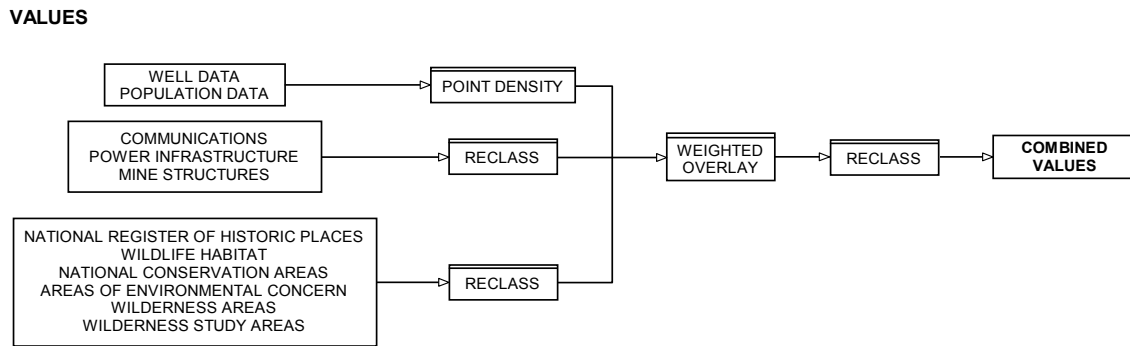 VALUES
WELL DATA
POPULATION DATA
POINT DENSITY
COMMUNICATIONS
POWER INFRASTRUCTURE
MINE STRUCTURES
RECLASS
WEIGHTED
OVERLAY
RECLASS
COMBINED
VALUES
NATIONAL REGISTER OF HISTORIC PLACES
WILDLIFE HABITAT
NATIONAL CONSERVATION AREAS
AREAS OF ENVIRONMENTAL CONCERN
WILDERNESS AREAS
WILDERNESS STUDY AREAS
RECLASS